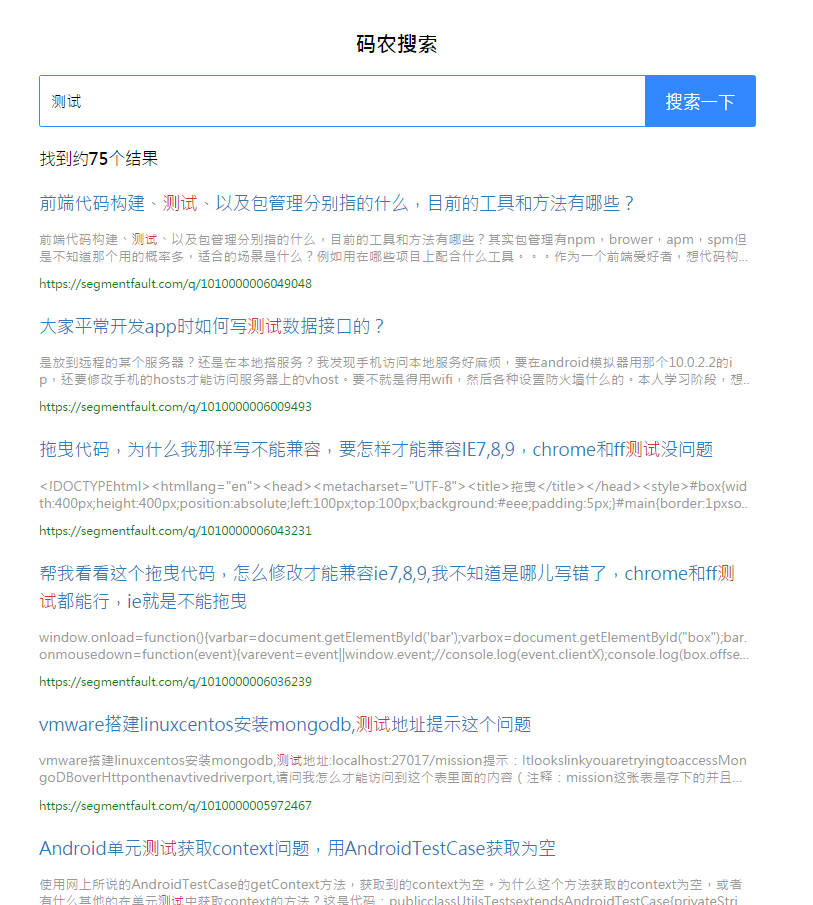 码农搜索
测试
搜索一下
找到约75个结果
前端代码构建、测试、以及包管理分别指的什么，目前的工具和方法有哪些？
前端代码构建、测试、以及包管理分别指的什么，目前的工具和方法有哪些？其实包管理有npm，brower，apm，spm但
是不知道那个用的概率多，适合的场景是什么？例如用在哪些项目上配合什么工具。。。作为一个前端爱好者，想代码构...
https://segmentfault.com/q/1010000006049048
大家平常开发app时如何写测试数据接口的？
是放到远程的某个服务器？还是在本地搭服务？我发现手机访问本地服务好麻烦，要在android模拟器用那个10.0.2.2的i
p，还要修改手机的hosts才能访问服务器上的vhost。要不就是得用wifi，然后各种设置防火墙什么的。本人学习阶段，想..
https://segmentfault.com/q/1010000006009493
拖曳代码，为什么我那样写不能兼容，要怎样才能兼容IE7,8,9，chrome和ff测试没问题
<!DOCTYPEhtml><htmllang="en"><head><metacharset="UTF-8"><title>拖曳</title></head><style>#box{wid
th:400px;height:400px;position:absolute;left:100px;top:100px;background:#eee;padding:5px;}#main{border:1pxso..
https://segmentfault.com/q/1010000006043231
帮我看看这个拖曳代码，怎么修改才能兼容ie7,8,9,我不知道是哪儿写错了，chrome和ff测
试都能行，ie就是不能拖曳
window.onload=function(){varbar=document.getElementById('bar');varbox=document.getElementById("box");bar.
onmousedown=function(event){varevent=event||window.event;//console.log(event.clientX);console.log(box.offse...
https://segmentfault.com/q/1010000006036239
vmware搭建linuxcentos安装mongodb,测试地址提示这个问题
vmware搭建linuxcentos安装mongodb,测试地址:localhost:27017/mission提示：ItlookslinkyouaretryingtoaccessMon
goDBoverHttponthenavtivedriverport,请问我怎么才能访问到这个表里面的内容（注释：mission这张表是存下的并且...
https://segmentfault.com/q/1010000005972467
Android单元测试获取context问题，用AndroidTestCase获取为空
使用网上所说的AndroidTestCase的getContext方法，获取到的context为空。为什么这个方法获取的context为空，或者
有什么其他的在单元测试中获取context的方法？这是代码：publicclassUtilsTestsextendsAndroidTestCase{privateStri